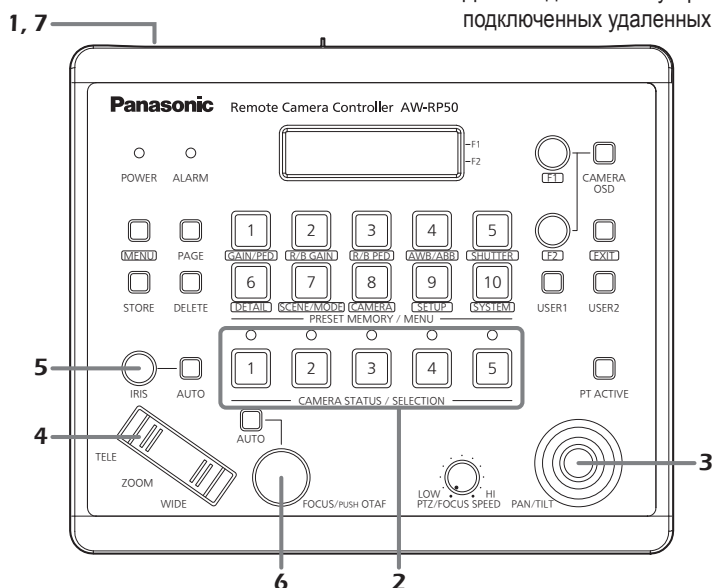 подключенных удаленных
1, 7
Panasonic Remote Camera Controller AW-RP50
F1
F2
POWER ALARM
F1 CAMERA OSD
MENU PAGE
1 2 3 4 5
GAIN/PED R/B GAIN R/B PED AWB/ABB SHUTTER
F2 EXIT
STORE DELETE
6 7 8 9 10
DETAIL SCENE/MODE CAMERA SETUP SYSTEM
PRESET MEMORY / MENU
USER1 USER2
5
IRIS AUTO
1 2 3 4 5
CAMERA STATUS / SELECTION
PT ACTIVE
4
TELE
ZOOM
WIDE
AUTO
FOCUS/PUSH OTAF
LOW HI
PTZ/FOCUS SPEED
PAN/TILT
3
6 2